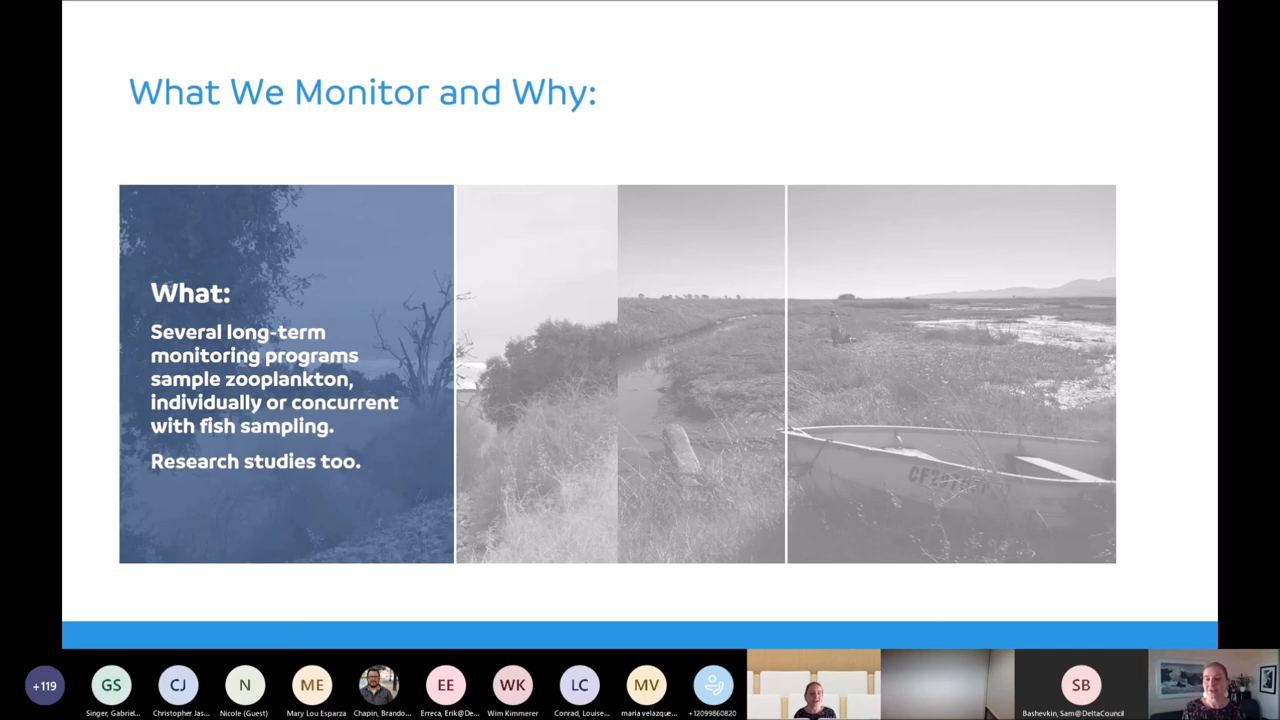 What We Monitor and Why:
What:
Several long-term
monitoring programs
sample zooplankton,
individually or concurrent
with fish sampling.
Research studies too.
+119
GS
CJ
N
ME
EE
WK
LC
MV
SB
Singer, Gabriel...
Christopher Jas...
Nicole (Guest)
Mary Lou Esparza
Chapin, Brando...
Erreca, Erik@De...
Wim Kimmerer
Conrad, Louise...
maria velazque...
+12099860820
Bashevkin, Sam@DeltaCouncil